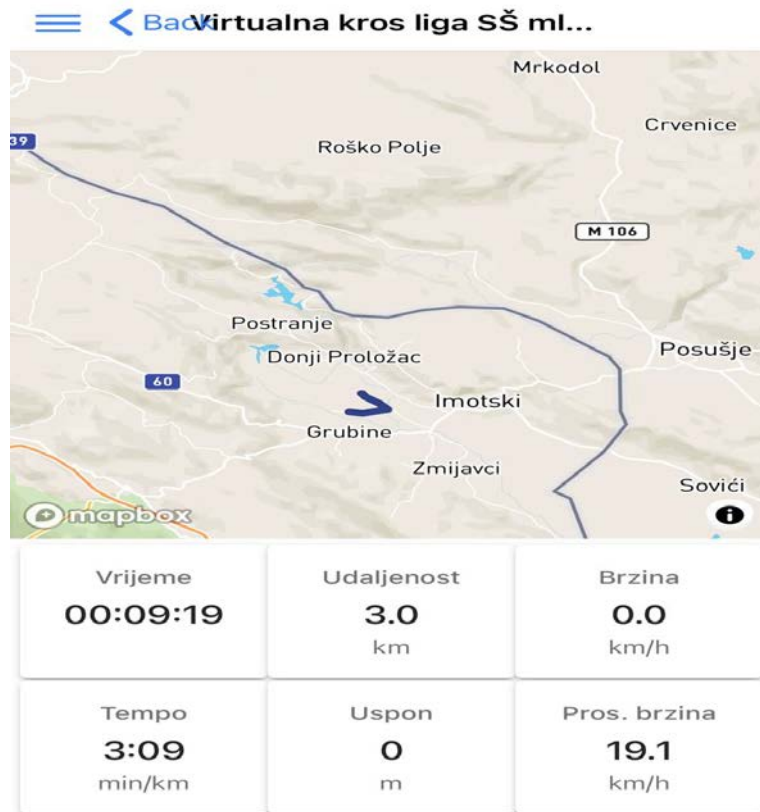 Back Virtualna kros liga SŠ ml...
Mrkodol
Crvenice
39
Roško Polje
M 106
Postranje
Posušje
Donji Proložac
60
Imotski
Grubine
Zmijavci
Sovići
mapbox
Vrijeme
00:09:19
Udaljenost
3.0
km
Brzina
0.0
km/h
Tempo
3:09
min/km
Uspon
0
m
Pros. brzina
19.1
km/h